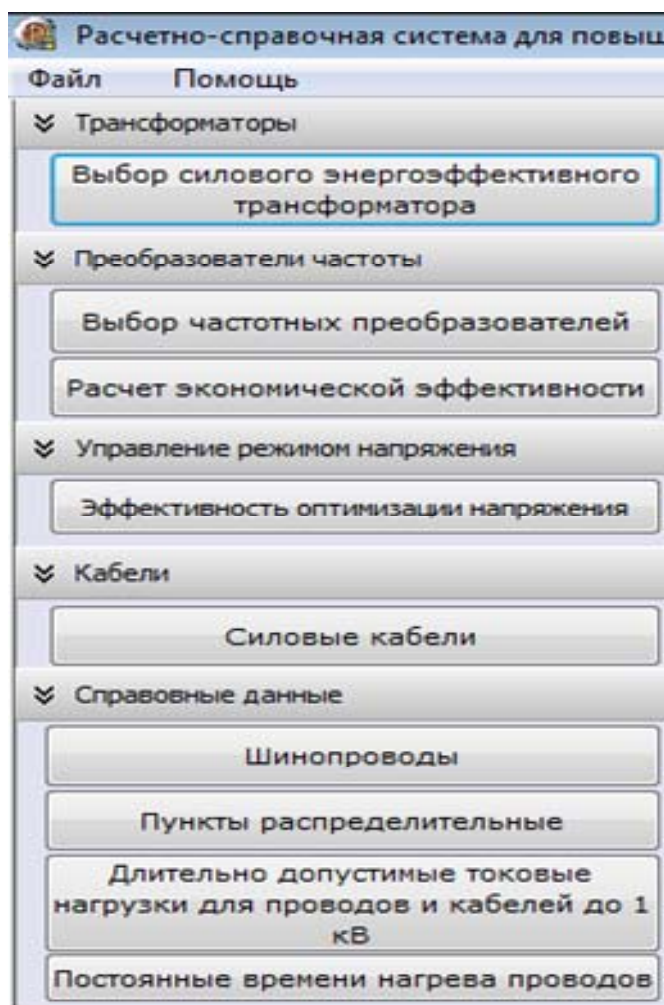 Расчетно-справочная система для повыш
Файл Помощь
Трансформаторы
Выбор силового энергоэффективного
трансформатора
Преобразователи частоты
Выбор частотных преобразователей
Расчет экономической эффективности
Управление режимом напряжения
Эффективность оптимизации напряжения
Кабели
Силовые кабели
Справовные данные
Шинопроводы
Пункты распределительные
Длительно допустимые токовые
нагрузки для проводов и кабелей до 1
кВ
Постоянные времени нагрева проводов